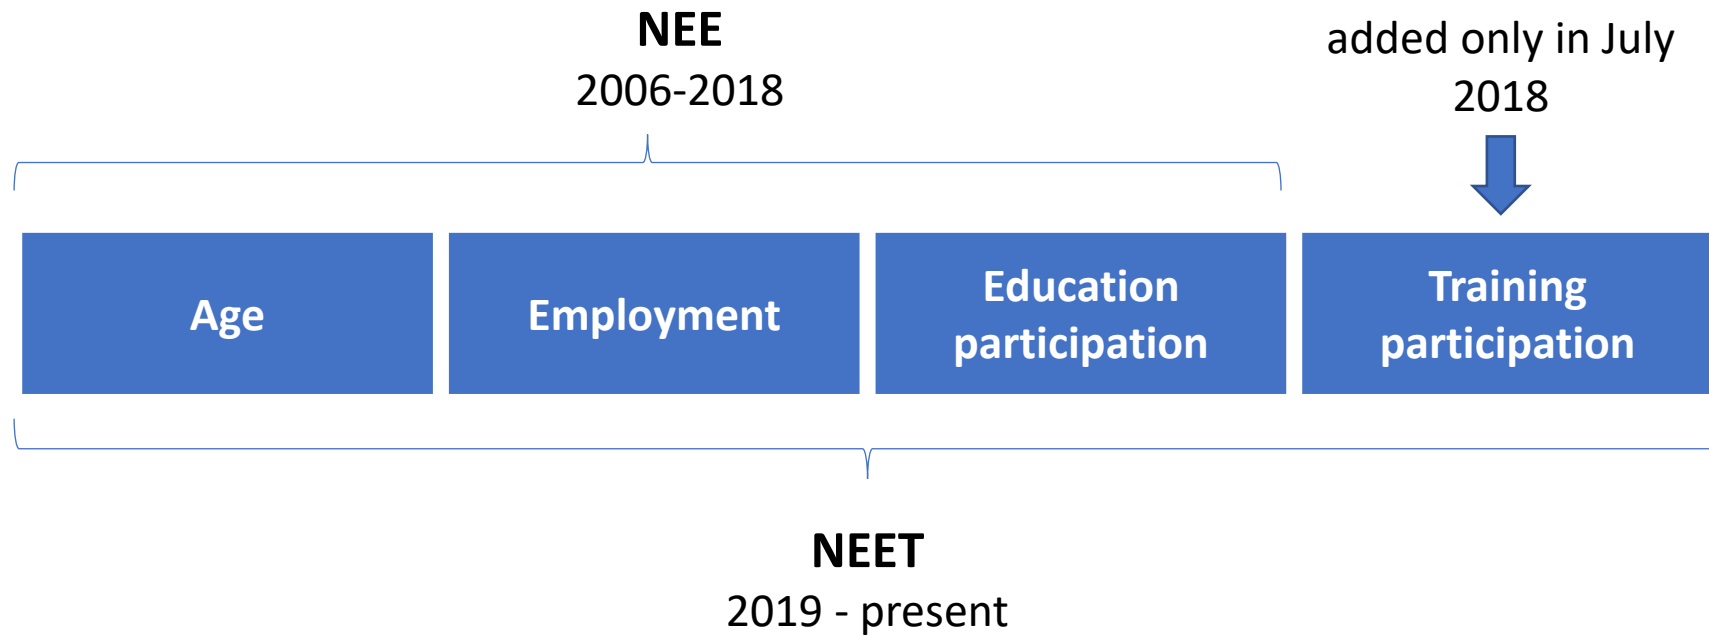 NEE
2006-2018
added only in July
2018
Age
Employment
Education
participation
Training
participation
NEET
2019 - present